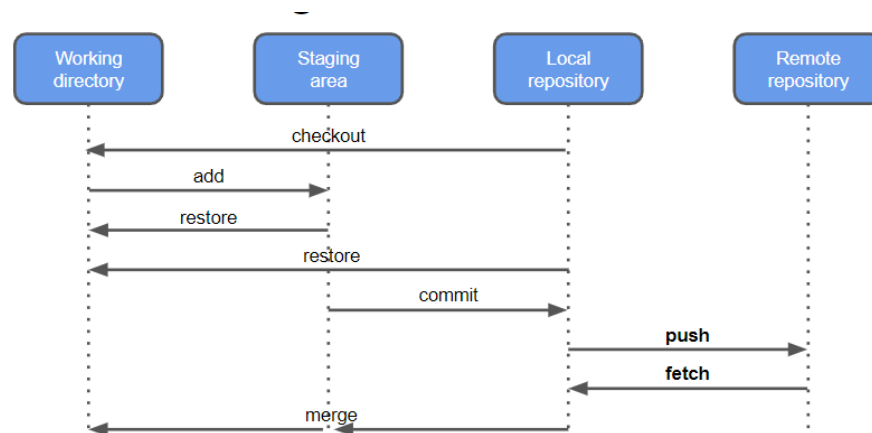 Working
directory
Staging
area
Local
repository
Remote
repository
checkout
add
restore
restore
commit
push
fetch
merge